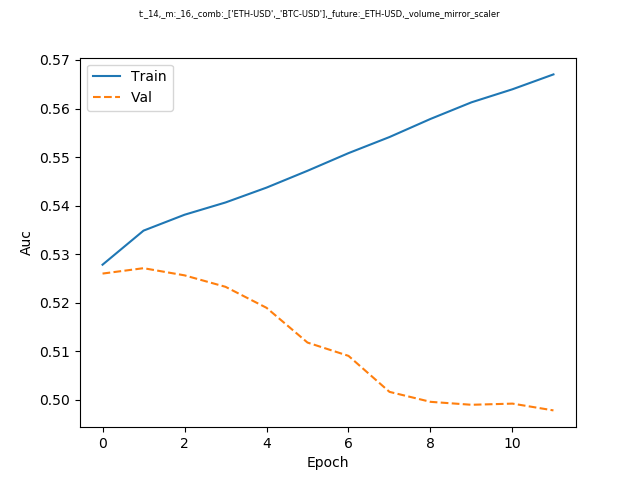 t:_14,_m:_16,_comb:_['ETH-USD',_'BTC-USD'],_future:_ETH-USD,_volume_mirror_scaler
0.57
Train
Val
0.56
0.55
0.54
Auc
0.53
0.52
0.51
0.50
0 2 4 6 8 10
Epoch